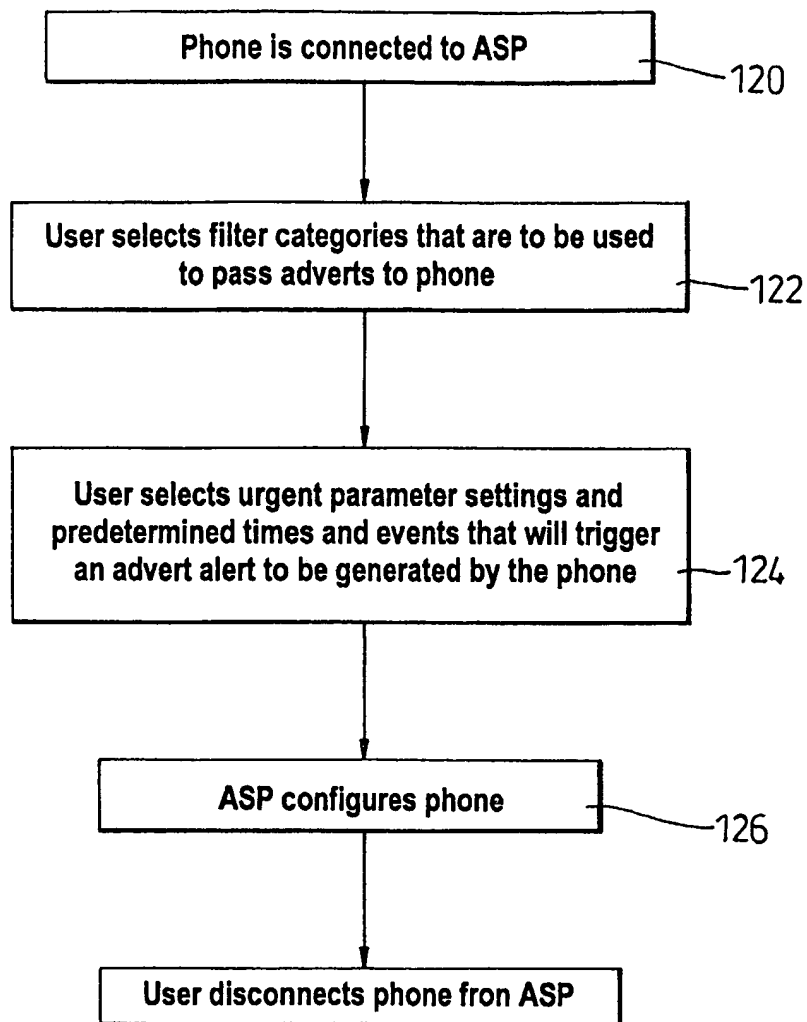 Phone is connected to ASP
120
User selects filter categories that are to be used
to pass adverts to phone
122
User selects urgent parameter settings and
predetermined times and events that will trigger
an advert alert to be generated by the phone
124
ASP configures phone
126
User disconnects phone fron ASP